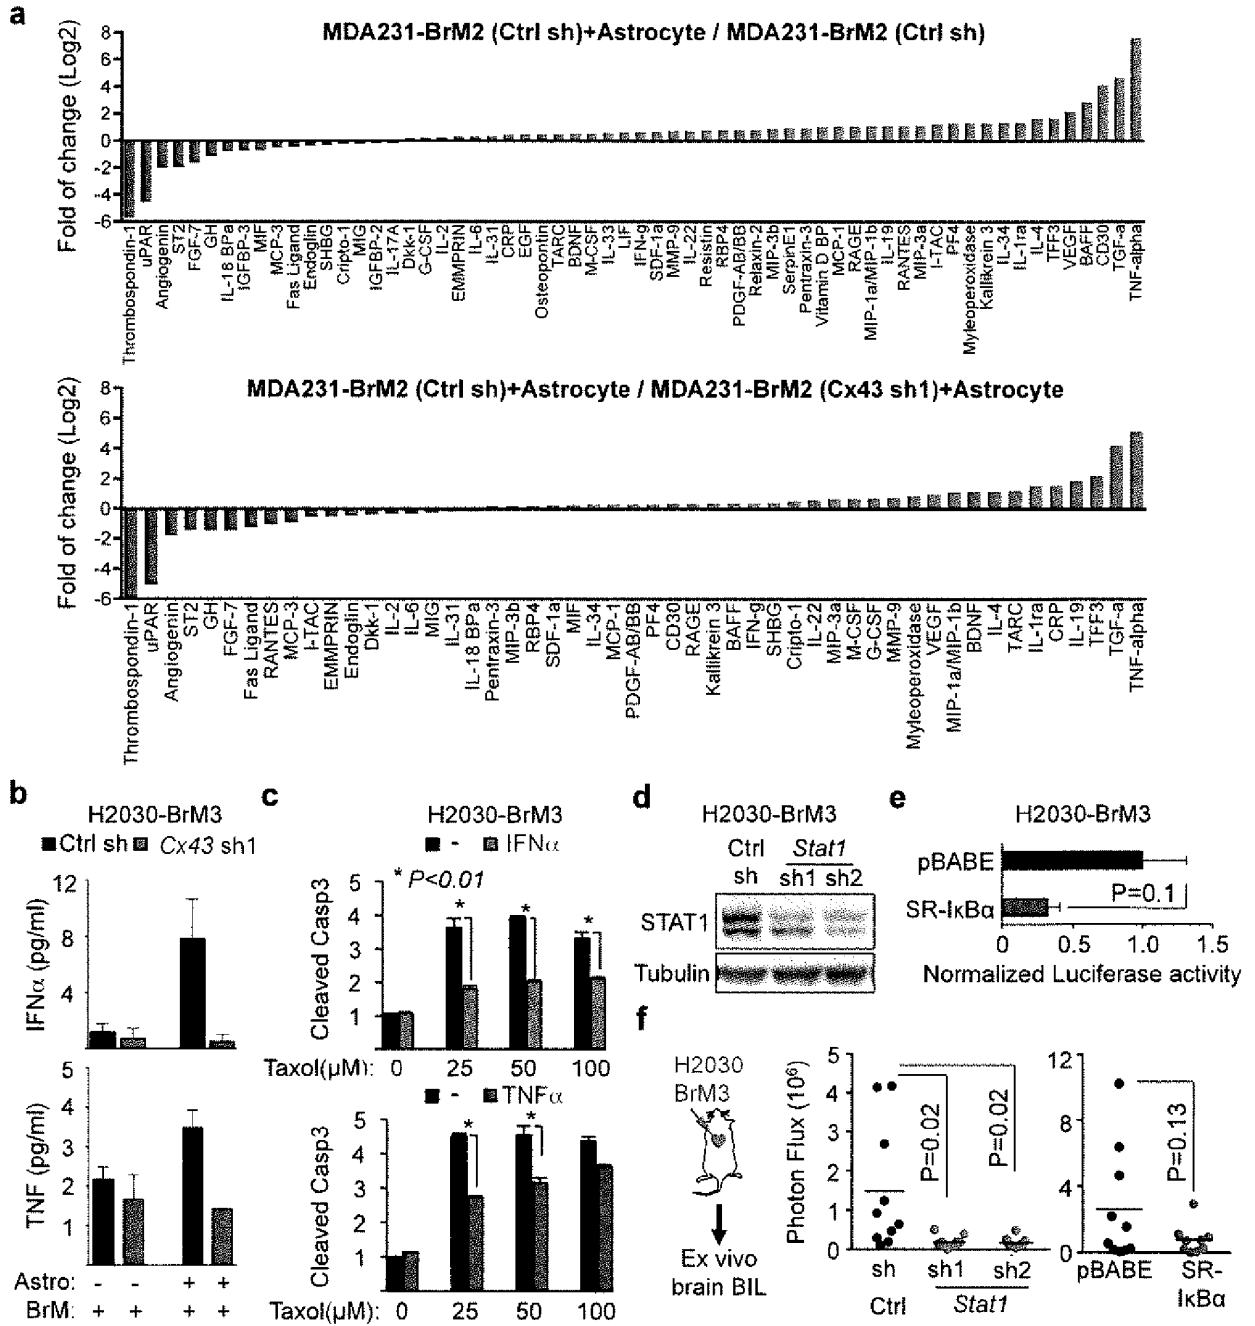 a
MDA231-BrM2 (Ctrl sh)+Astrocyte / MDA231-BrM2 (Ctrl sh)
Fold of change (Log2)
8
6
4
2
0
-2
-4
-6
Thrombospondin-1
uPAR
Angiogenin
ST2
FGF-7
GH
IL-18 BPa
IGFBP-3
MIF
MCP-3
Fas Ligand
Endoglin
SHBG
Cripto-1
MIG
IGFBP-2
IL-17A
Dkk-1
G-CSF
IL-2
EMMPRIN
IL-6
IL-31
CRP
EGF
Osteopontin
TARC
BDNF
M-CSF
IL-33
LIF
IFN-g
SDF-1a
MMP-9
IL-22
Resistin
RBP4
PDGF-AB/BB
Relaxin-2
MIP-3b
SerpinE1
Pentraxin-3
Vitamin D BP
MCP-1
RAGE
MIP-1a/MIP-1b
IL-19
RANTES
MIP-3a
I-TAC
PF4
Myleoperoxidase
Kallikrein 3
IL-34
IL-1ra
IL-4
TFF3
VEGF
BAFF
CD30
TGF-a
TNF-alpha
MDA231-BrM2 (Ctrl sh)+Astrocyte / MDA231-BrM2 (Cx43 sh1)+Astrocyte
Fold of change (Log2)
8
6
4
2
0
-2
-4
-6
Thrombospondin-1
uPAR
Angiogenin
ST2
GH
FGF-7
Fas Ligand
RANTES
MCP-3
I-TAC
EMMPRIN
Endoglin
Dkk-1
IL-2
IL-6
MIG
IL-31
IL-18 BPa
Pentraxin-3
MIP-3b
RBP4
SDF-1a
MIF
IL-34
MCP-1
PDGF-AB/BB
PF4
CD30
RAGE
Kallikrein 3
BAFF
IFN-g
SHBG
Cripto-1
IL-22
MIP-3a
M-CSF
G-CSF
MMP-9
Myleoperoxidase
VEGF
MIP-1a/MIP-1b
BDNF
IL-4
TARC
IL-1ra
CRP
IL-19
TFF3
TGF-a
TNF-alpha
b
H2030-BrM3
Ctrl sh Cx43 sh1
IFNα (pg/ml)
12
8
4
TNF (pg/ml)
5
4
3
2
1
Astro: - - + +
BrM: + + + +
c
H2030-BrM3
- IFNα
* P<0.01
Cleaved Casp3
5
4
3
2
1
* * *
Taxol(µM): 0 25 50 100
- TNFα
Cleaved Casp3
5
4
3
2
1
* *
Taxol(µM): 0 25 50 100
d
H2030-BrM3
Ctrl Stat1
sh sh1 sh2
STAT1
Tubulin
e
H2030-BrM3
pBABE
SR-IκBα
P=0.1
0 0.5 1.0 1.5
Normalized Luciferase activity
f
H2030
BrM3
Ex vivo
brain BIL
Photon Flux (10⁶)
5
4
3
2
1
0
P=0.02
P=0.02
sh sh1 sh2
Ctrl Stat1
12
8
4
0
P=0.13
pBABE SR-
IκBα